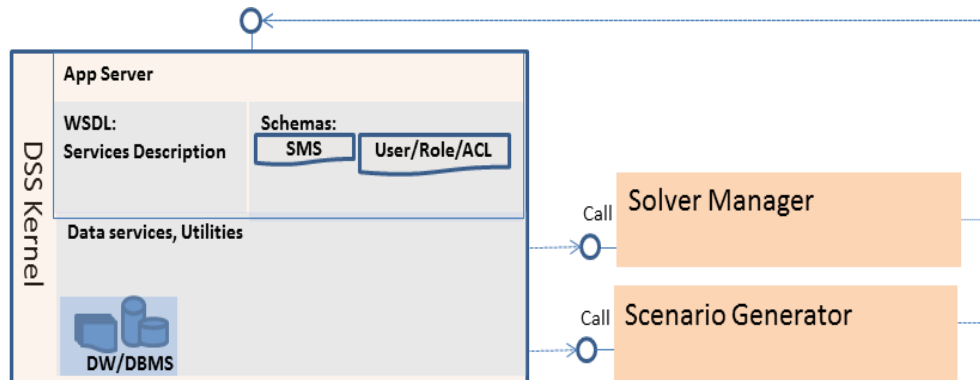 App Server
WSDL:
Services Description
Schemas:
SMS
User/Role/ACL
DSS Kernel
Data services, Utilities
DW/DBMS
Call
Solver Manager
Call
Scenario Generator